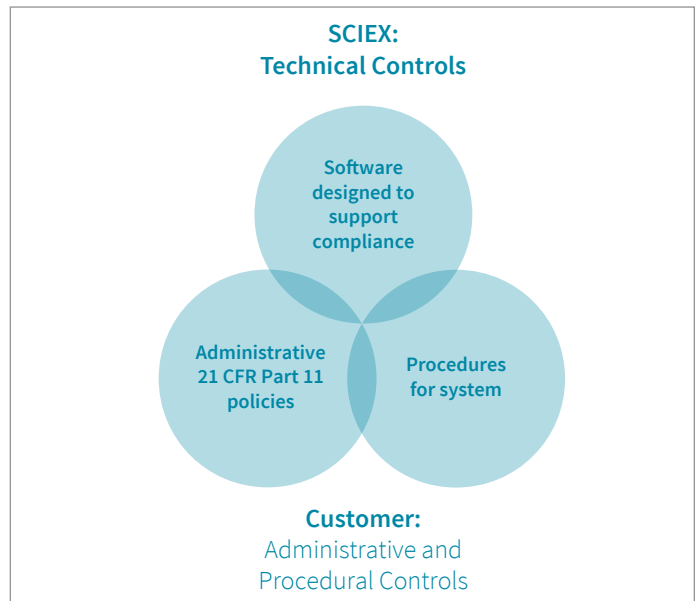 SCIEX:
Technical Controls
Software
designed to
support
compliance
Administrative
21 CFR Part 11
policies
Procedures
for system
Customer:
Administrative and
Procedural Controls